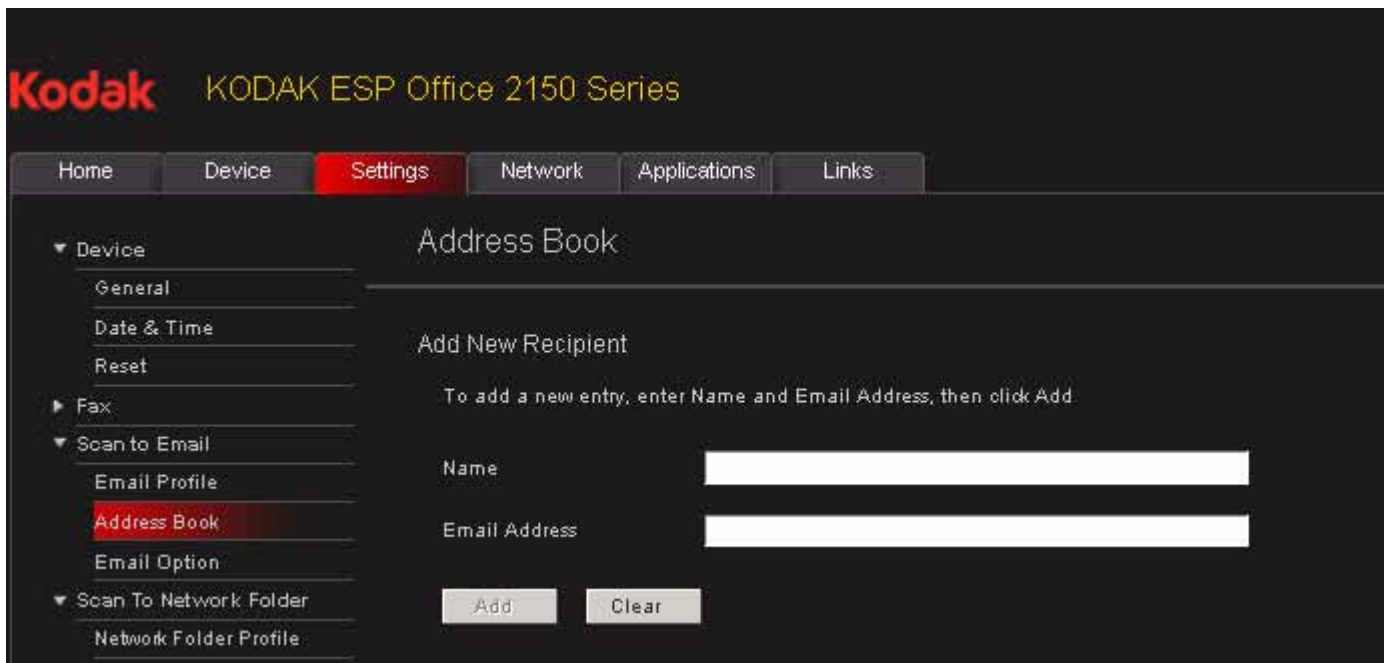 Kodak KODAK ESP Office 2150 Series
Home Device Settings Network Applications Links
Device
General
Date & Time
Reset
Fax
Scan to Email
Email Profile
Address Book
Email Option
Scan To Network Folder
Network Folder Profile
Address Book
Add New Recipient
To add a new entry, enter Name and Email Address, then click Add
Name
Email Address
Add Clear